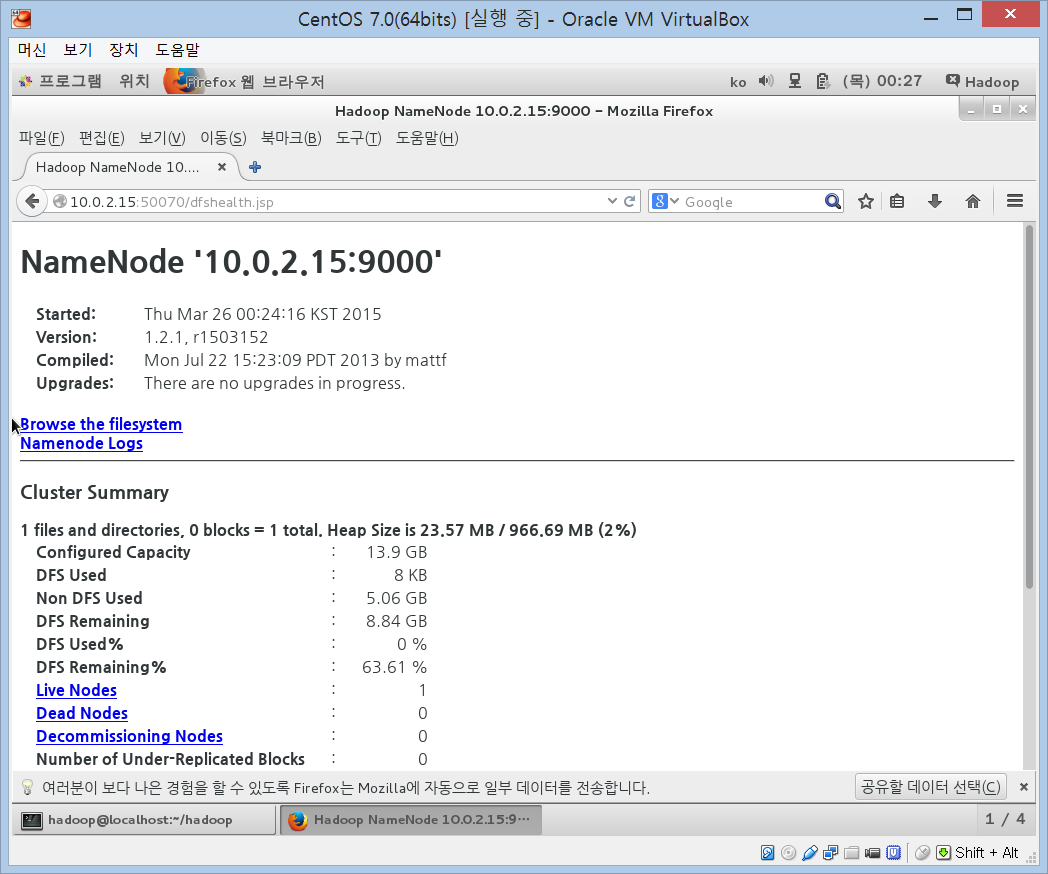 CentOS 7.0(64bits) [실행 중] - Oracle VM VirtualBox
머신 보기 장치 도움말
프로그램 위치 Firefox 웹 브라우저 ko (목) 00:27 Hadoop
Hadoop NameNode 10.0.2.15:9000 - Mozilla Firefox
파일(F) 편집(E) 보기(V) 이동(S) 북마크(B) 도구(T) 도움말(H)
Hadoop NameNode 10....
10.0.2.15:50070/dfshealth.jsp Google
NameNode '10.0.2.15:9000'
Started: Thu Mar 26 00:24:16 KST 2015
Version: 1.2.1, r1503152
Compiled: Mon Jul 22 15:23:09 PDT 2013 by mattf
Upgrades: There are no upgrades in progress.
Browse the filesystem
Namenode Logs
Cluster Summary
1 files and directories, 0 blocks = 1 total. Heap Size is 23.57 MB / 966.69 MB (2%)
Configured Capacity : 13.9 GB
DFS Used : 8 KB
Non DFS Used : 5.06 GB
DFS Remaining : 8.84 GB
DFS Used% : 0 %
DFS Remaining% : 63.61 %
Live Nodes : 1
Dead Nodes : 0
Decommissioning Nodes : 0
Number of Under-Replicated Blocks : 0
여러분이 보다 나은 경험을 할 수 있도록 Firefox는 Mozilla에 자동으로 일부 데이터를 전송합니다. 공유할 데이터 선택(C)
hadoop@localhost:~/hadoop Hadoop NameNode 10.0.2.15:9··· 1 / 4
Shift + Alt